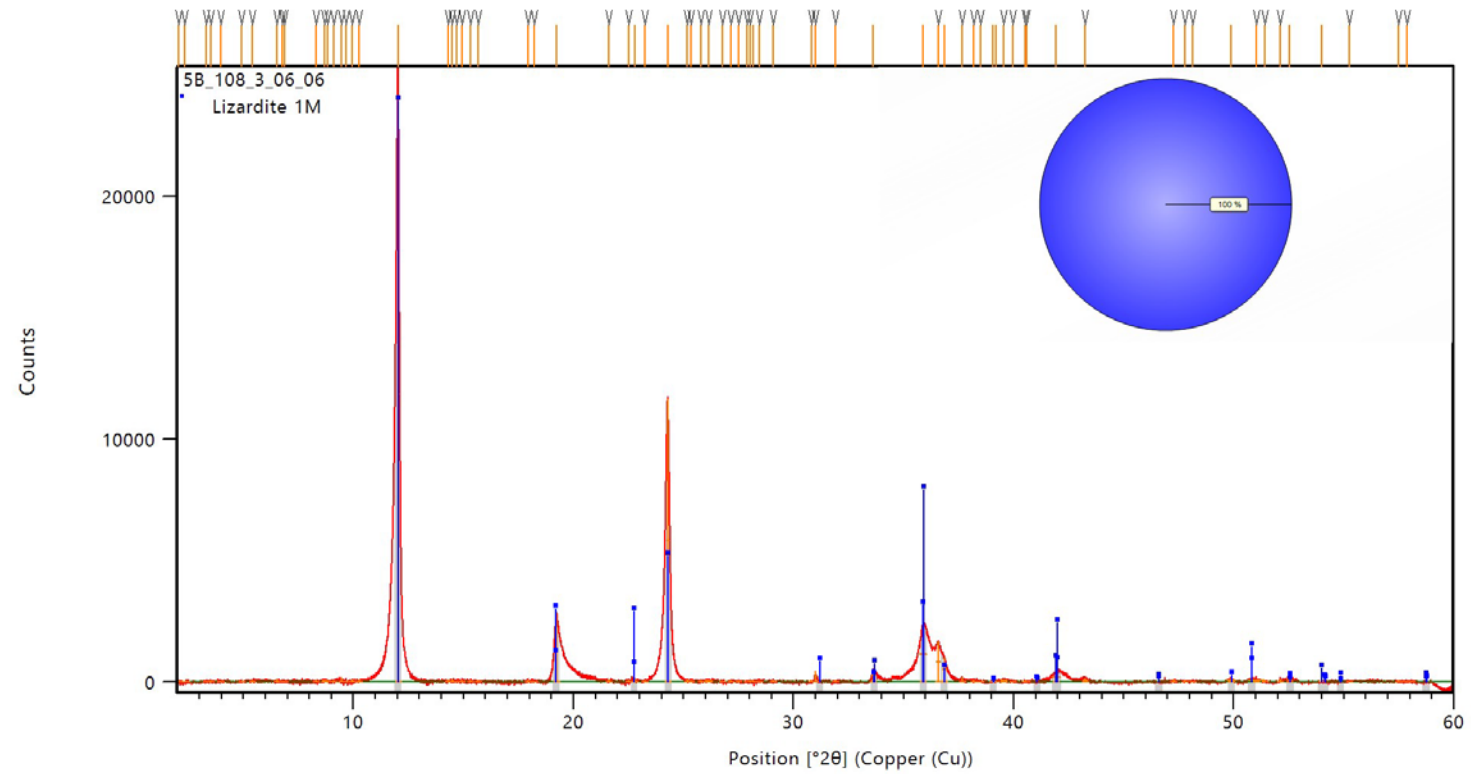 5B_108_3_06_06
Lizardite 1M
100 %
20000
10000
0
Counts
10 20 30 40 50 60
Position [°2θ] (Copper (Cu))